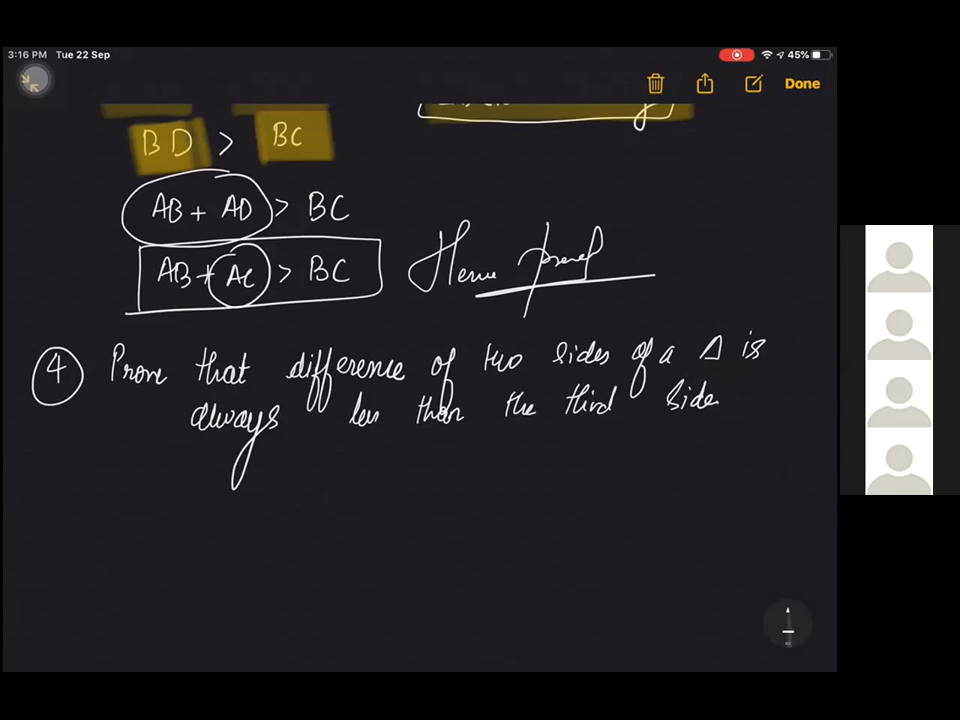 3:16 PM Tue 22 Sep
45%
Done
BD > BC
AB + AD > BC
AB + AC > BC Hence proved
4 Prove that difference of two sides of a Δ is
always less than the third side